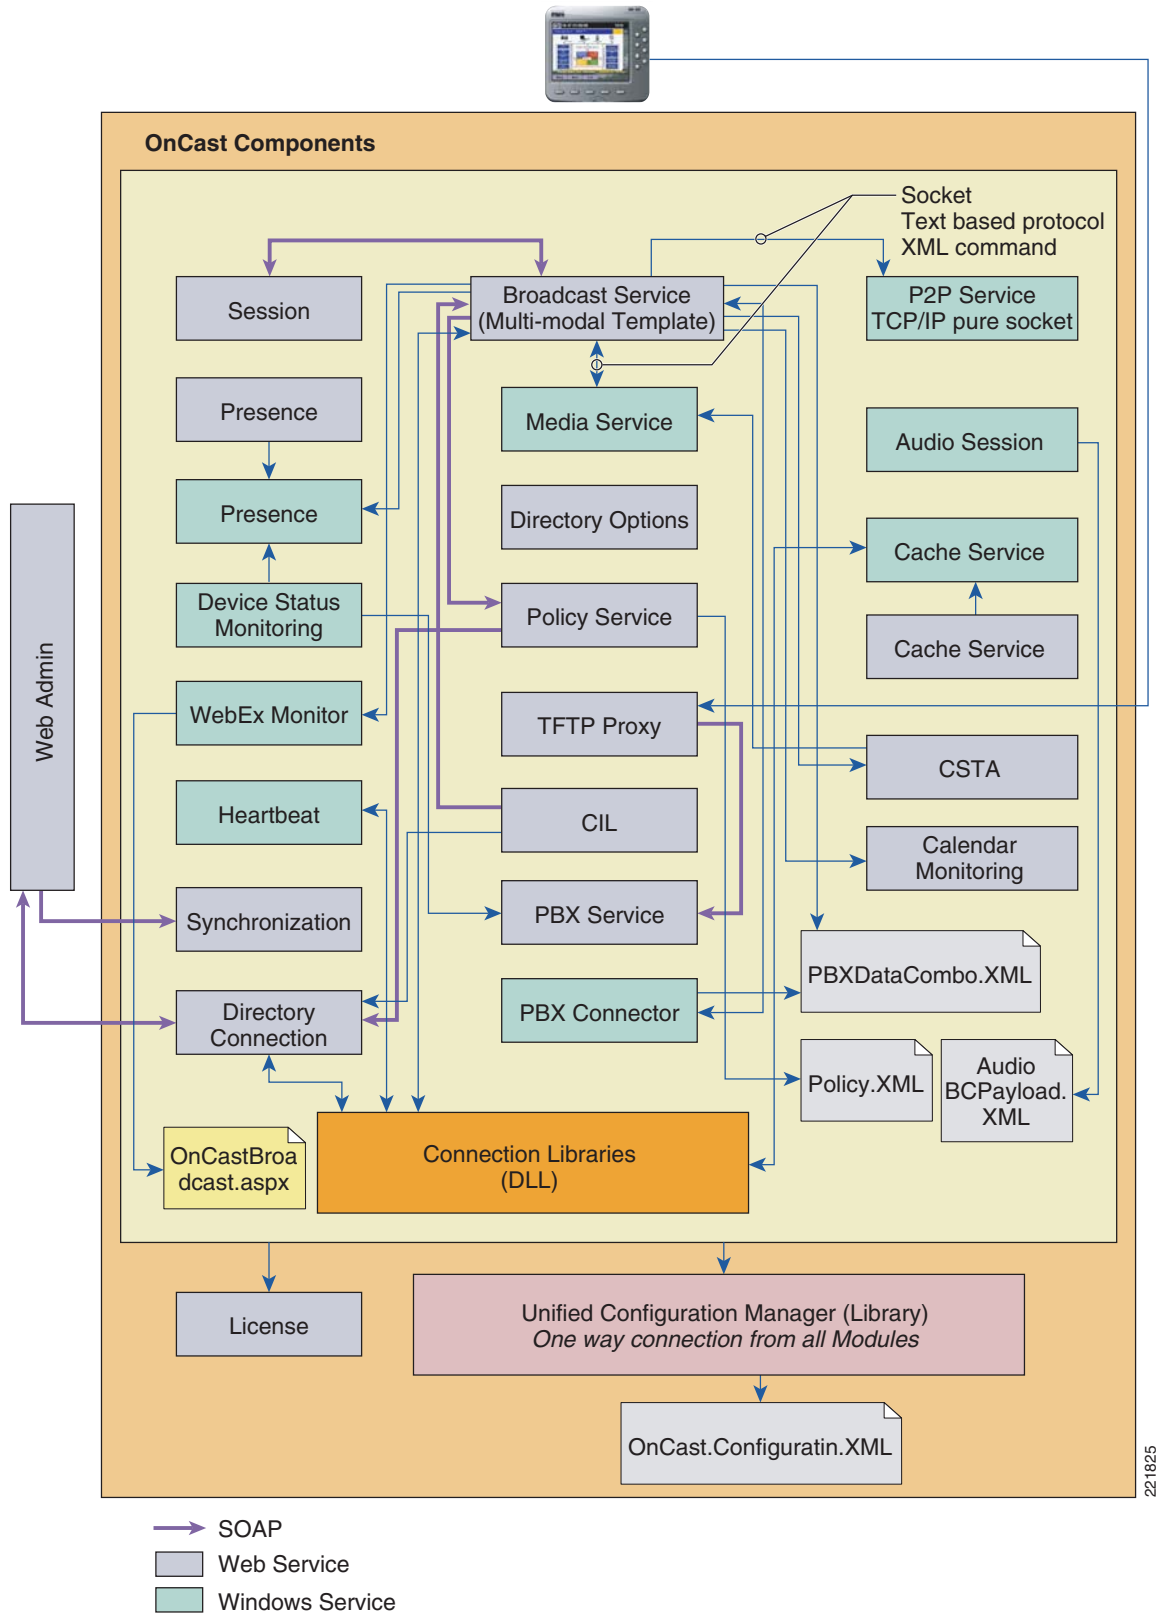 OnCast Components
Socket
Text based protocol
XML command
Session
Broadcast Service
(Multi-modal Template)
P2P Service
TCP/IP pure socket
Presence
Media Service
Audio Session
Presence
Directory Options
Cache Service
Device Status
Monitoring
Policy Service
Cache Service
Web Admin
WebEx Monitor
TFTP Proxy
CSTA
Heartbeat
CIL
Calendar
Monitoring
Synchronization
PBX Service
PBXDataCombo.XML
Directory
Connection
PBX Connector
Policy.XML
Audio
BCPayload.
XML
OnCastBroa
dcast.aspx
Connection Libraries
(DLL)
License
Unified Configuration Manager (Library)
One way connection from all Modules
OnCast.Configuratin.XML
221825
SOAP
Web Service
Windows Service